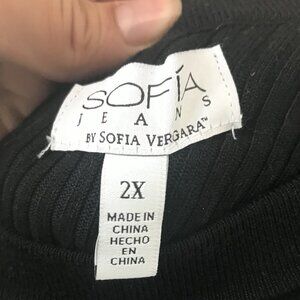 SOFÍA
JEANS
BY SOFIA VERGARA™
2X
MADE IN
CHINA
HECHO
EN
CHINA